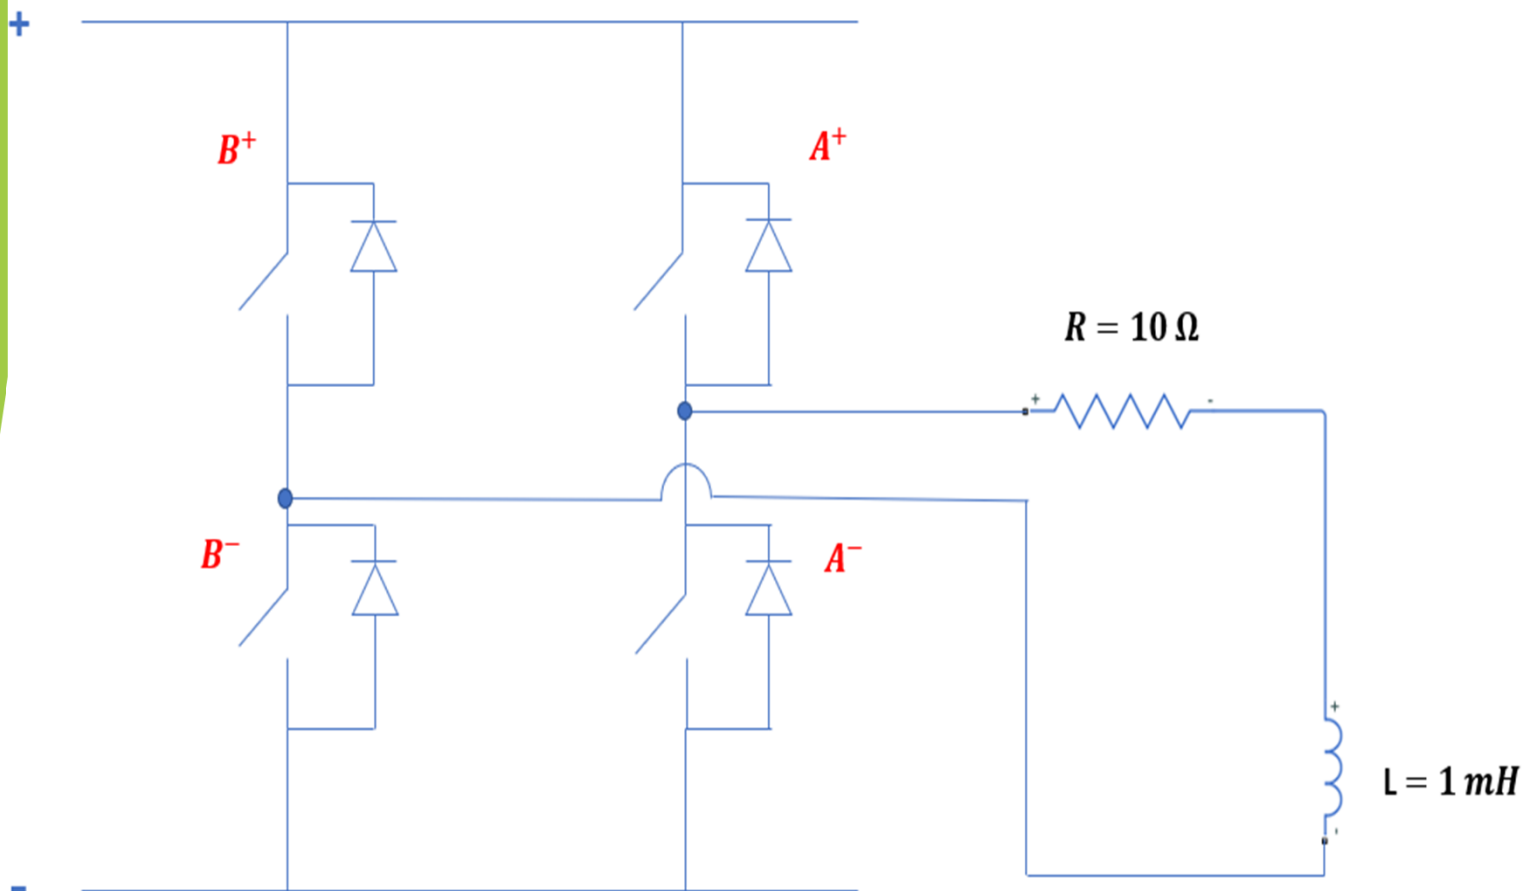 +
B⁺
A⁺
R = 10 Ω
+ -
B⁻
A⁻
+
L = 1 mH
-
-